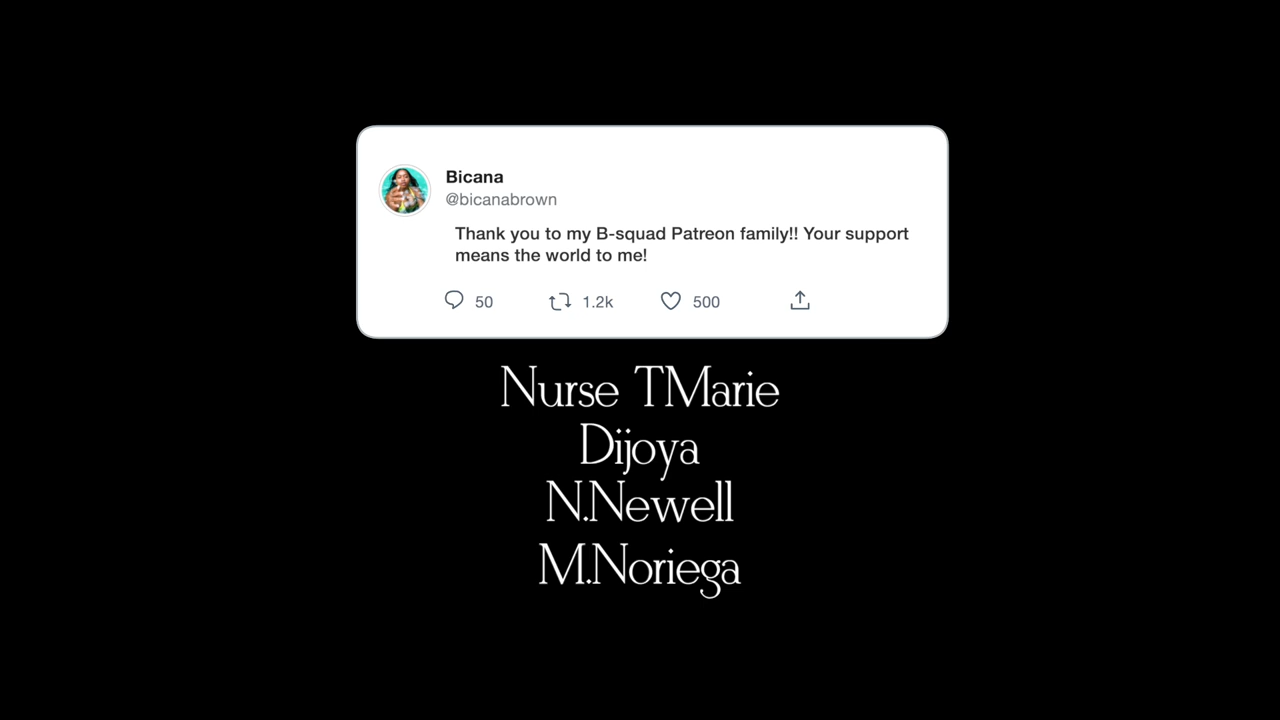 Bicana
@bicanabrown
Thank you to my B-squad Patreon family!! Your support
means the world to me!
50 1.2k 500
Nurse TMarie
Dijoya
N.Newell
M.Noriega